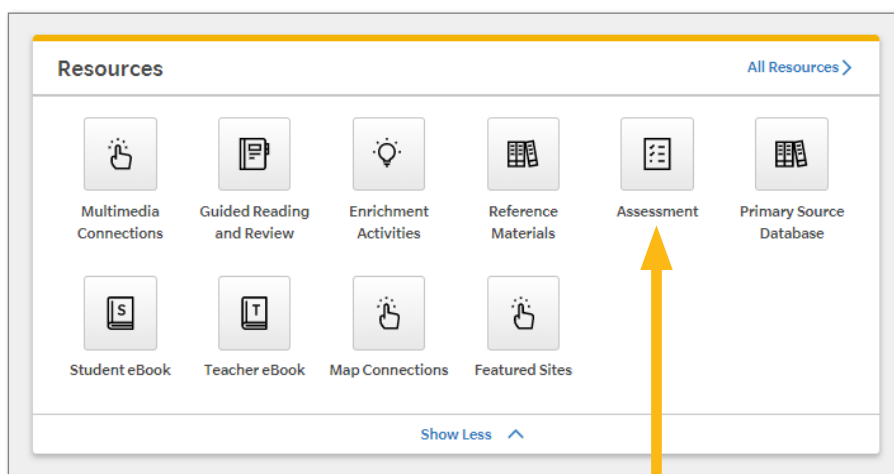 Resources
All Resources
Multimedia
Connections
Guided Reading
and Review
Enrichment
Activities
Reference
Materials
Assessment
Primary Source
Database
S
Student eBook
T
Teacher eBook
Map Connections
Featured Sites
Show Less